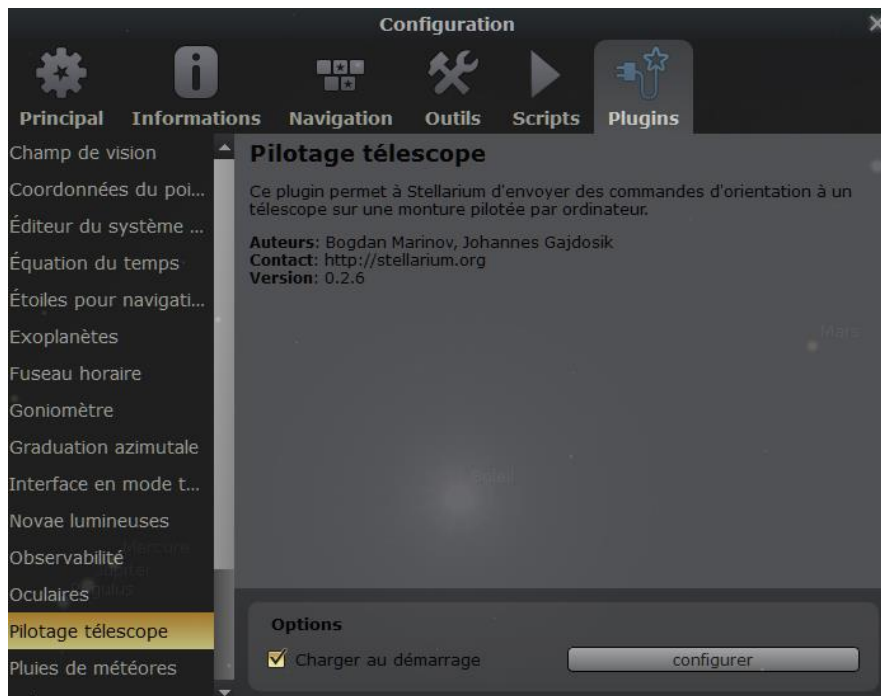 Configuration
Principal
Informations
Navigation
Outils
Scripts
Plugins
Champ de vision
Coordonnées du poi...
Éditeur du système ...
Équation du temps
Étoiles pour navigati...
Exoplanètes
Fuseau horaire
Goniomètre
Graduation azimutale
Interface en mode t...
Novae lumineuses
Observabilité
Oculaires
Pilotage télescope
Pluies de météores
Pilotage télescope
Ce plugin permet à Stellarium d'envoyer des commandes d'orientation à un
télescope sur une monture pilotée par ordinateur.
Auteurs: Bogdan Marinov, Johannes Gajdosik
Contact: http://stellarium.org
Version: 0.2.6
Mars
Soleil
Mercure
Options
Charger au démarrage
configurer